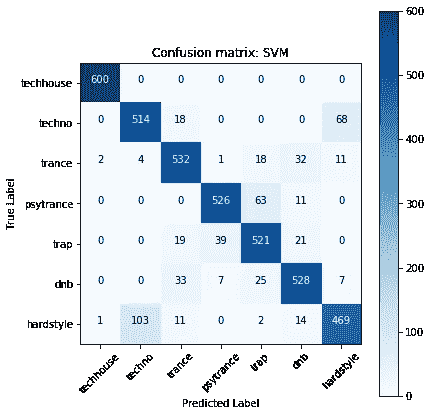 Confusion matrix: SVM
600
techhouse 600 0 0 0 0 0 0
500
techno 0 514 18 0 0 0 68
400
trance 2 4 532 1 18 32 11
True Label
psytrance 0 0 0 526 63 11 0
300
trap 0 0 19 39 521 21 0
200
dnb 0 0 33 7 25 528 7
100
hardstyle 1 103 11 0 2 14 469
0
techhouse techno trance psytrance trap dnb hardstyle
Predicted Label